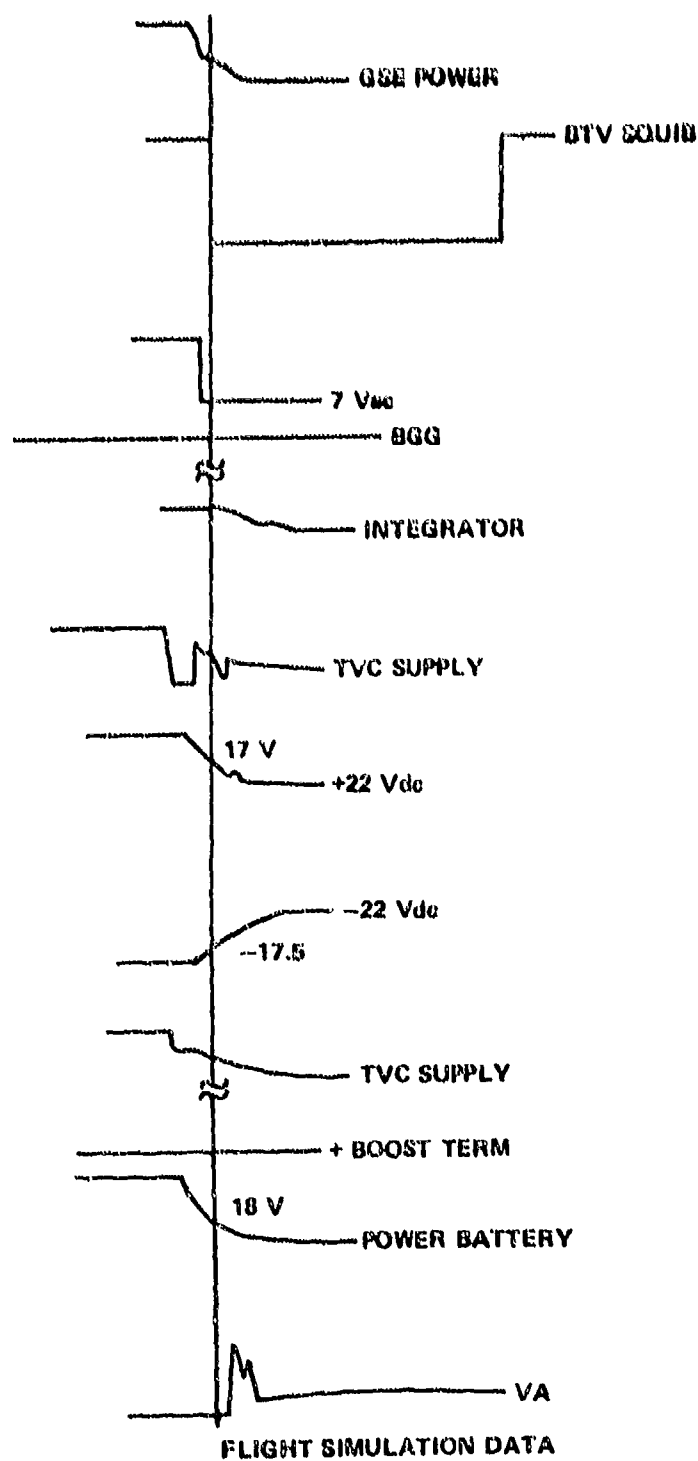 GSE POWER
BTV SQUIB
7 Vdc
BGG
INTEGRATOR
TVC SUPPLY
17 V
+22 Vdc
-22 Vdc
-17.5
TVC SUPPLY
+ BOOST TERM
18 V
POWER BATTERY
VA
FLIGHT SIMULATION DATA